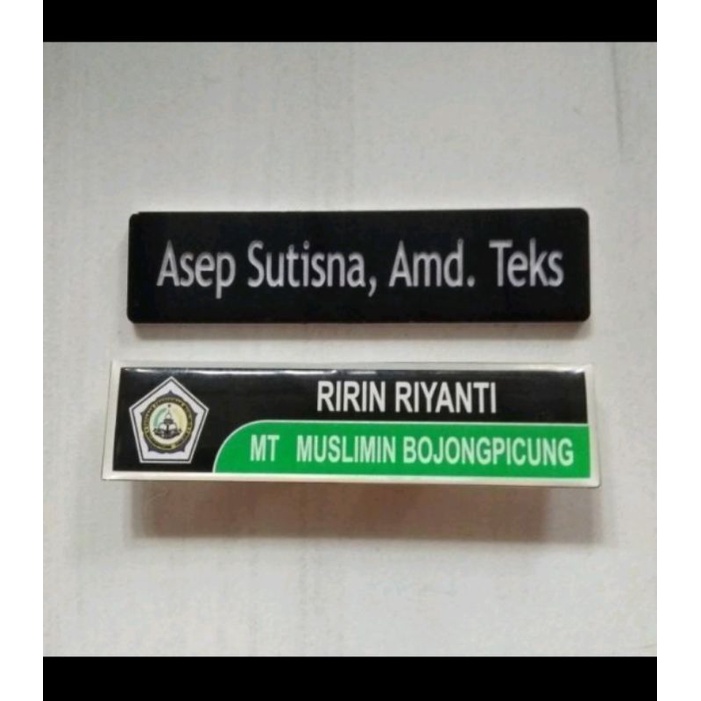 Asep Sutisna, Amd. Teks
RIRIN RIYANTI
MT MUSLIMIN BOJONGPICUNG